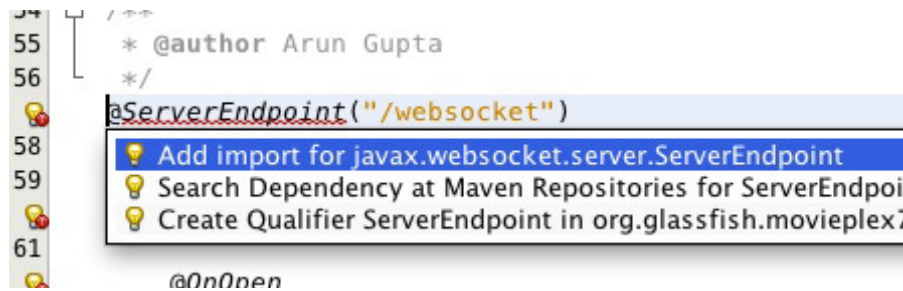 54 /**
55 * @author Arun Gupta
56 */
@ServerEndpoint("/websocket")
58 Add import for javax.websocket.server.ServerEndpoint
59 Search Dependency at Maven Repositories for ServerEndpoi
Create Qualifier ServerEndpoint in org.glassfish.movieplex7
61
@OnOpen